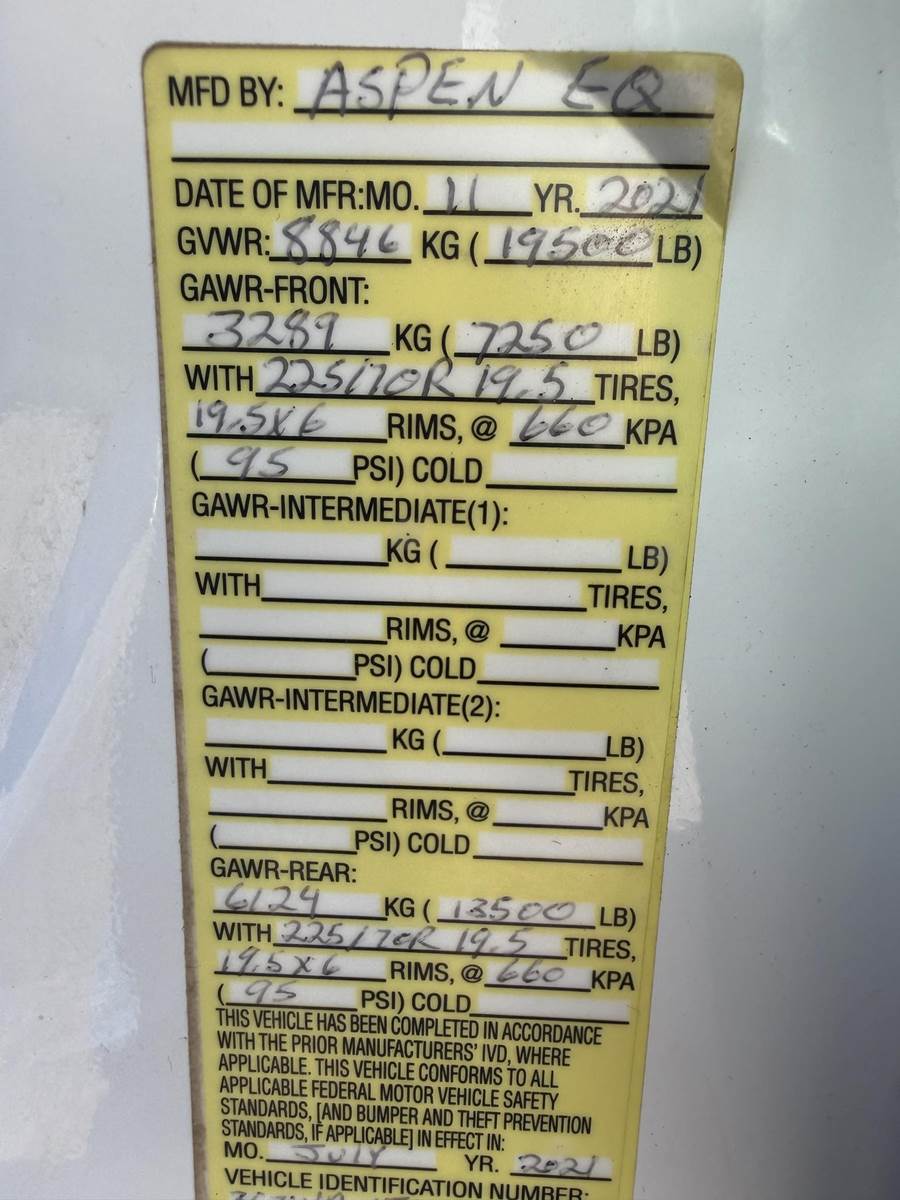 MFD BY: ASPEN EQ
DATE OF MFR:MO. 11 YR. 2021
GVWR: 8846 KG ( 19500 LB)
GAWR-FRONT:
3289 KG ( 7250 LB)
WITH 225/70R 19.5 TIRES,
19.5X6 RIMS, @ 660 KPA
( 95 PSI) COLD
GAWR-INTERMEDIATE(1):
KG ( LB)
WITH TIRES,
RIMS, @ KPA
( PSI) COLD
GAWR-INTERMEDIATE(2):
KG ( LB)
WITH TIRES,
RIMS, @ KPA
( PSI) COLD
GAWR-REAR:
6124 KG ( 13500 LB)
WITH 225/70R 19.5 TIRES,
19.5X6 RIMS, @ 660 KPA
( 95 PSI) COLD
THIS VEHICLE HAS BEEN COMPLETED IN ACCORDANCE
WITH THE PRIOR MANUFACTURERS' IVD, WHERE
APPLICABLE. THIS VEHICLE CONFORMS TO ALL
APPLICABLE FEDERAL MOTOR VEHICLE SAFETY
STANDARDS, [AND BUMPER AND THEFT PREVENTION
STANDARDS, IF APPLICABLE] IN EFFECT IN:
MO. JULY YR. 2021
VEHICLE IDENTIFICATION NUMBER: